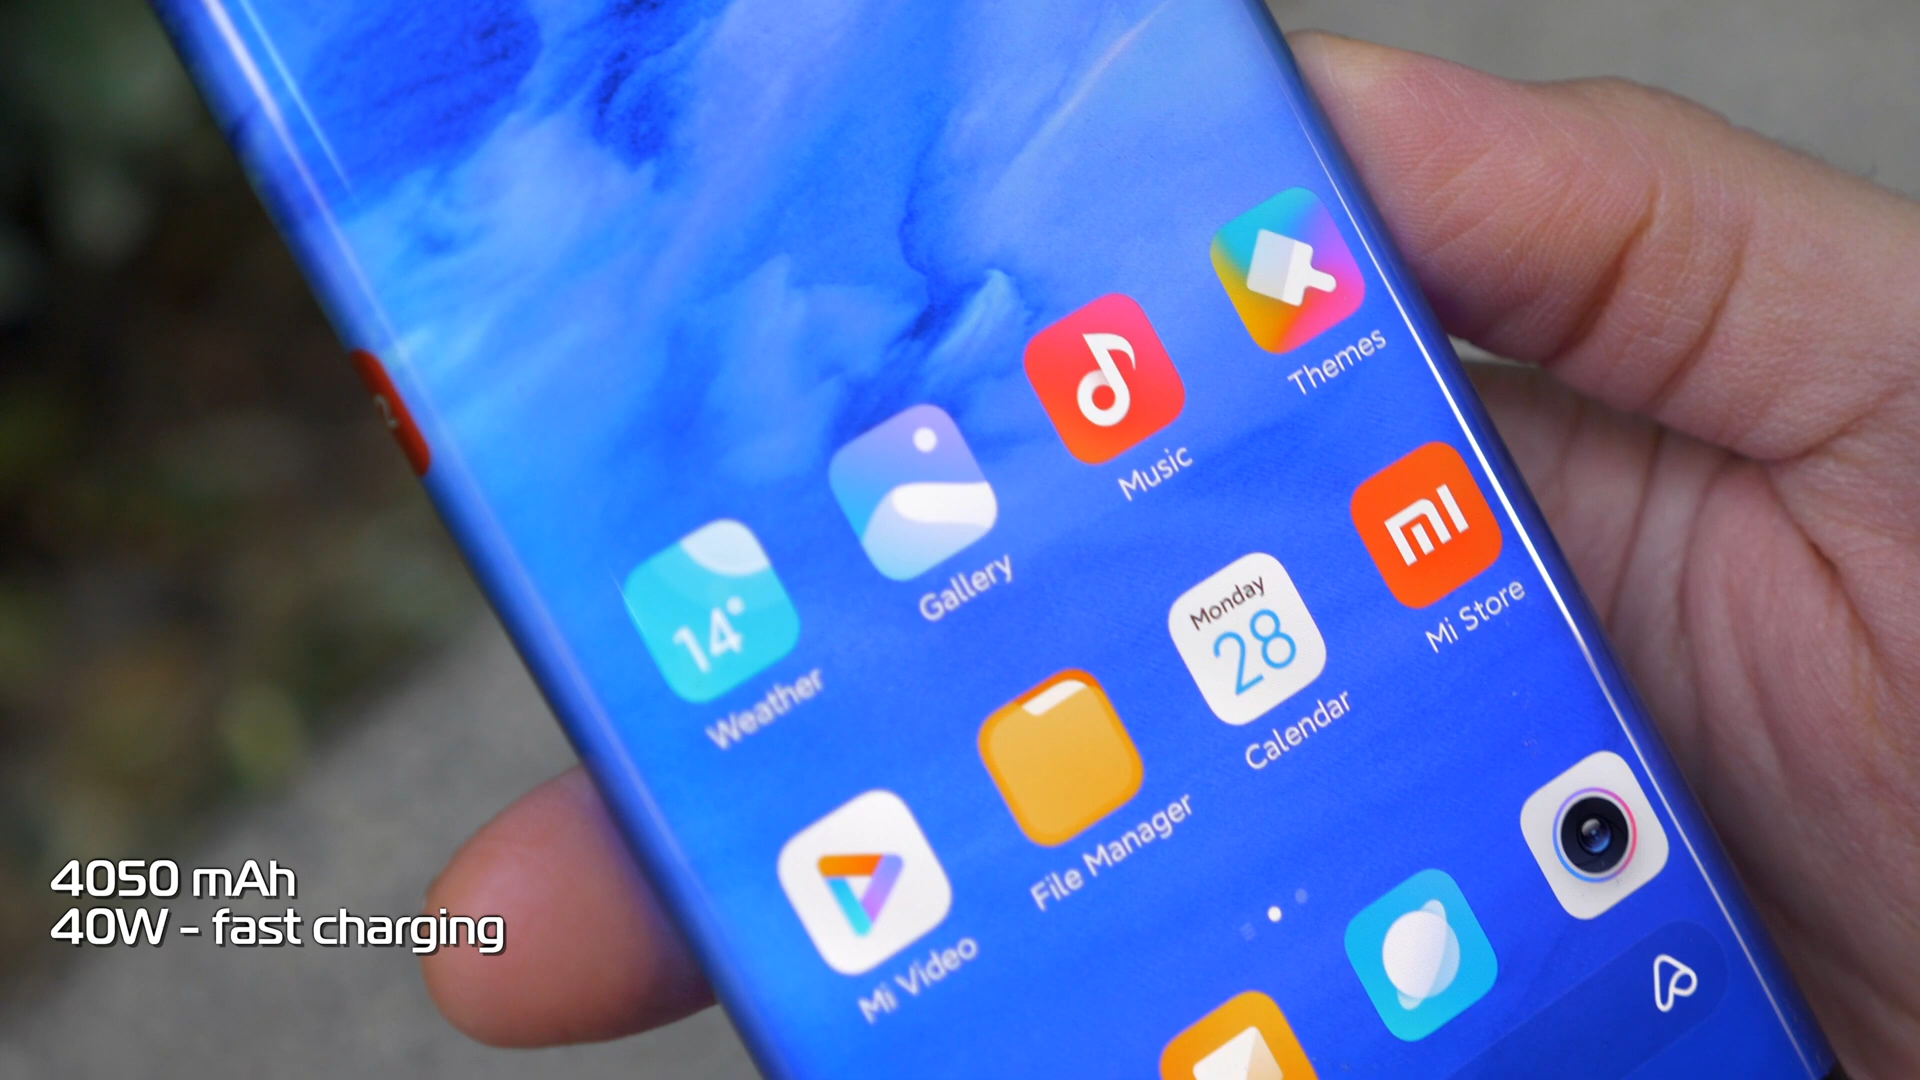 Themes
Music
Gallery
14°
Weather
mi
Mi Store
Monday
28
Calendar
File Manager
Mi Video
4050 mAh
40W - fast charging